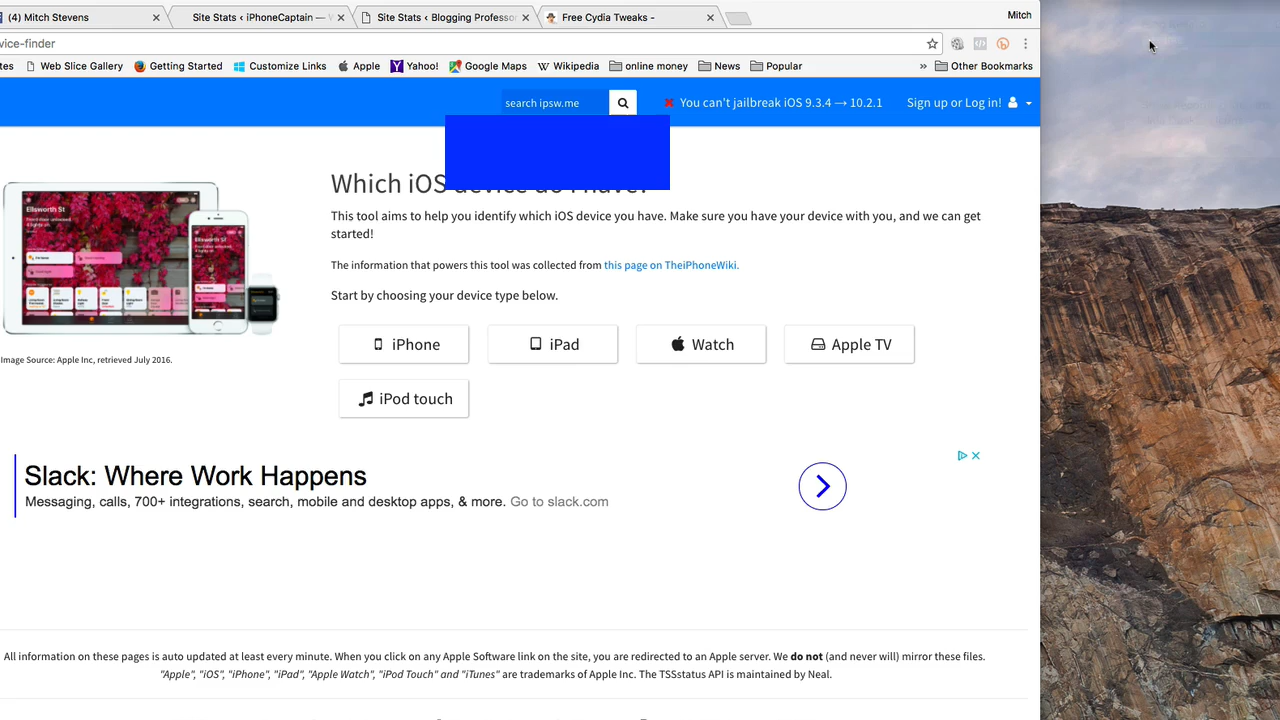 (4) Mitch Stevens
Site Stats ‹ iPhoneCaptain — W
Site Stats ‹ Blogging Professo
Free Cydia Tweaks -
Mitch
vice-finder
tes
Web Slice Gallery
Getting Started
Customize Links
Apple
Yahoo!
Google Maps
Wikipedia
online money
News
Popular
»
Other Bookmarks
search ipsw.me
You can't jailbreak iOS 9.3.4 → 10.2.1
Sign up or Log in!
Which iOS
This tool aims to help you identify which iOS device you have. Make sure you have your device with you, and we can get
started!
The information that powers this tool was collected from this page on TheiPhoneWiki.
Start by choosing your device type below.
iPhone
iPad
Watch
Apple TV
iPod touch
Image Source: Apple Inc, retrieved July 2016.
Slack: Where Work Happens
Messaging, calls, 700+ integrations, search, mobile and desktop apps, & more. Go to slack.com
All information on these pages is auto updated at least every minute. When you click on any Apple Software link on the site, you are redirected to an Apple server. We do not (and never will) mirror these files.
"Apple", "iOS", "iPhone", "iPad", "Apple Watch", "iPod Touch" and "iTunes" are trademarks of Apple Inc. The TSSstatus API is maintained by Neal.